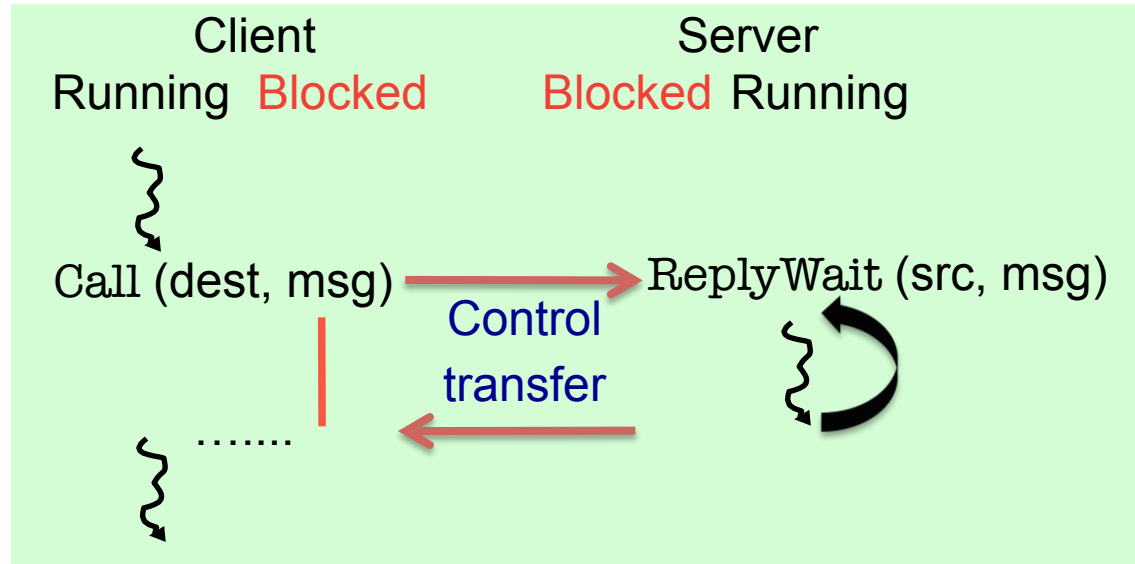 Client Server
Running Blocked Blocked Running
Call (dest, msg) ReplyWait (src, msg)
Control
transfer
…....